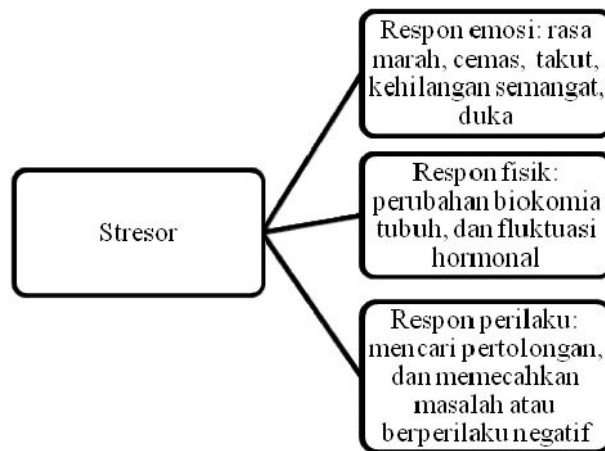 Respon emosi: rasa
marah, cemas, takut,
kehilangan semangat,
duka
Stresor
Respon fisik:
perubahan biokomia
tubuh, dan fluktuasi
hormonal
Respon perilaku:
mencari pertolongan,
dan memecahkan
masalah atau
berperilaku negatif